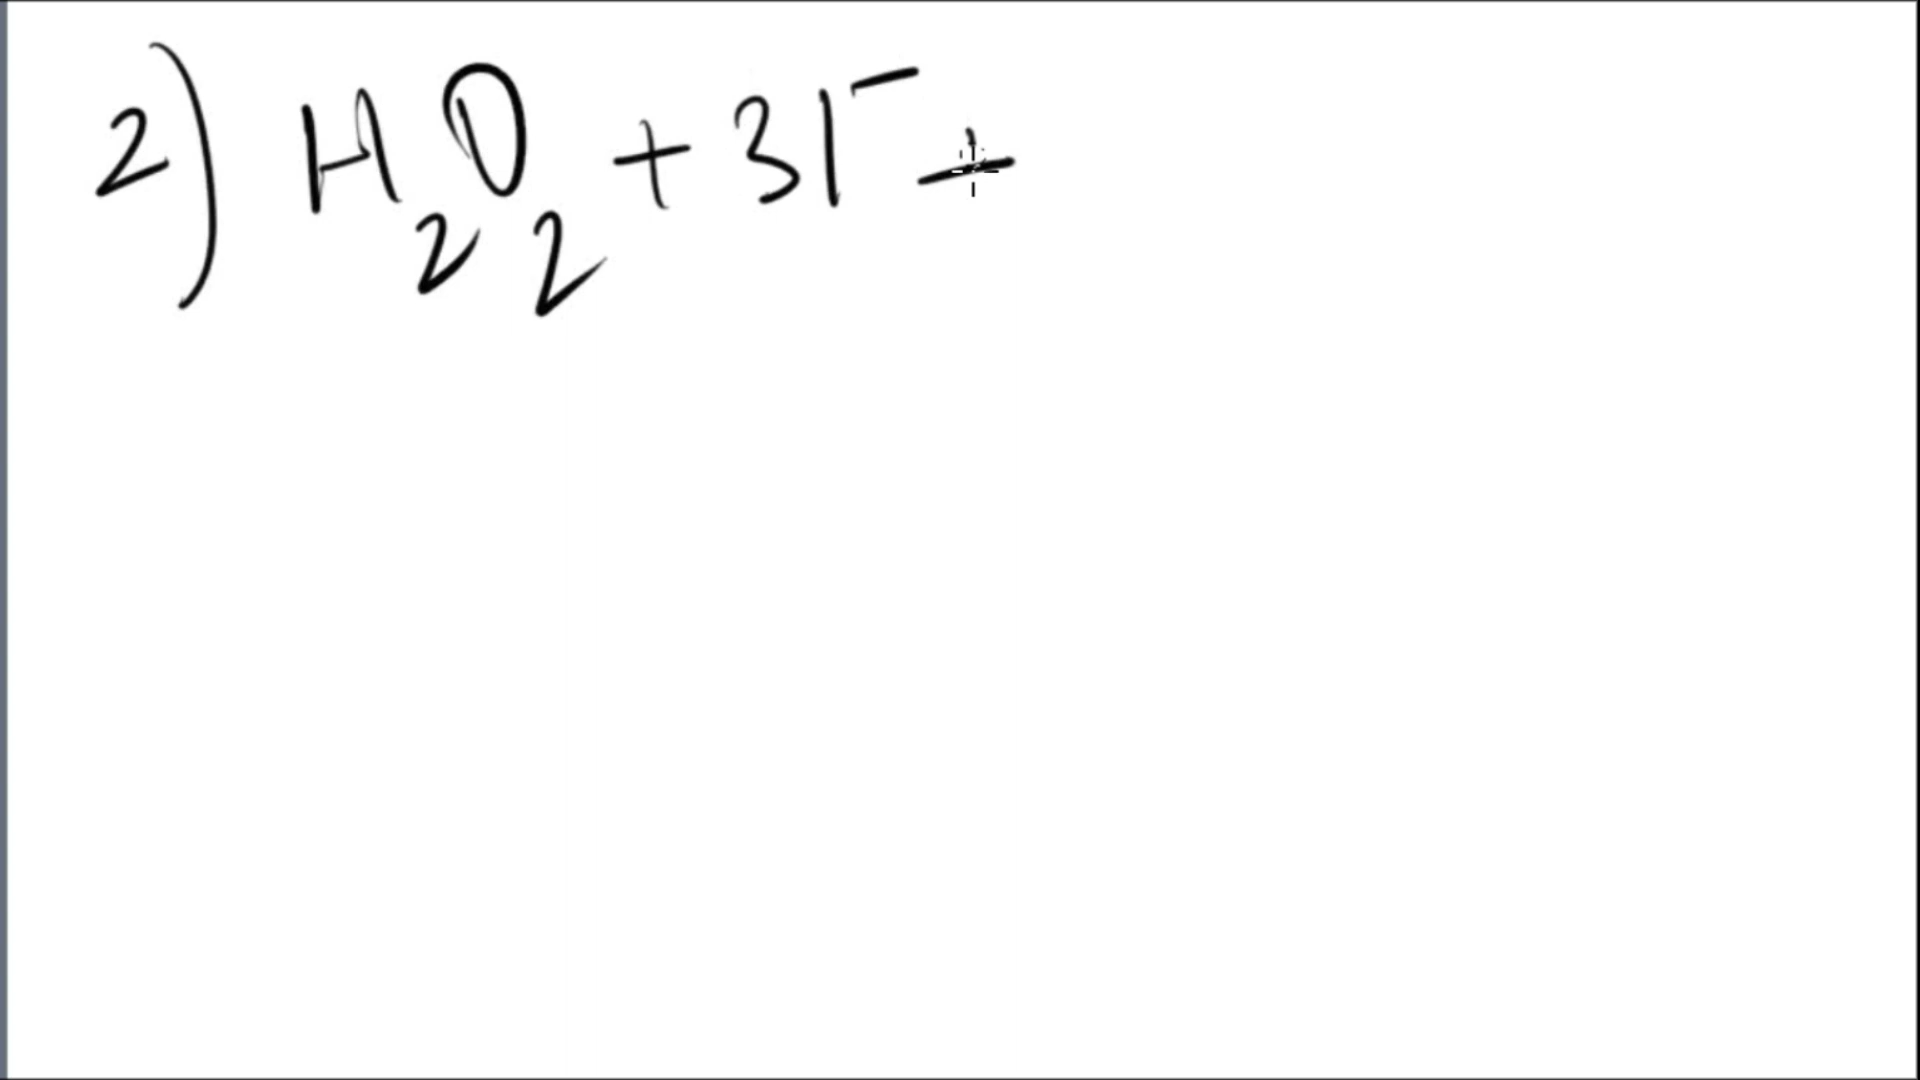 2) H₂O₂ + 3I⁻ +